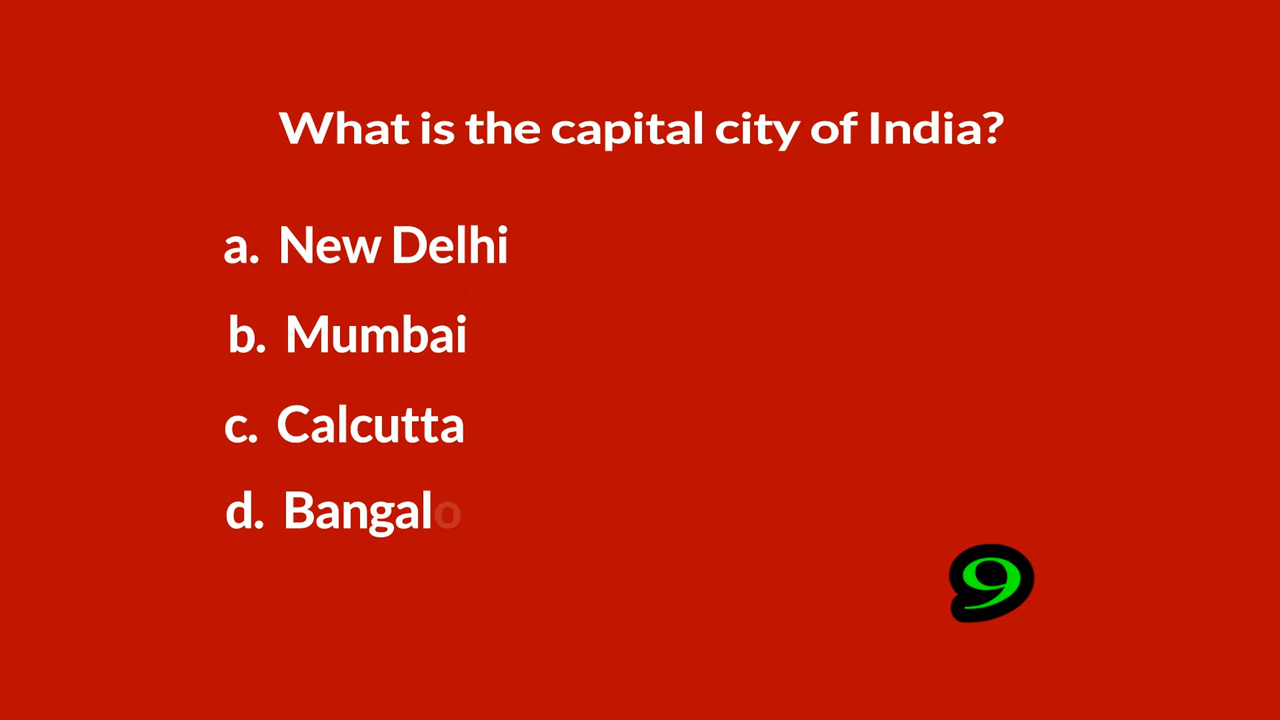 What is the capital city of India?
a. New Delhi
b. Mumbai
c. Calcutta
d. Bangalo
9